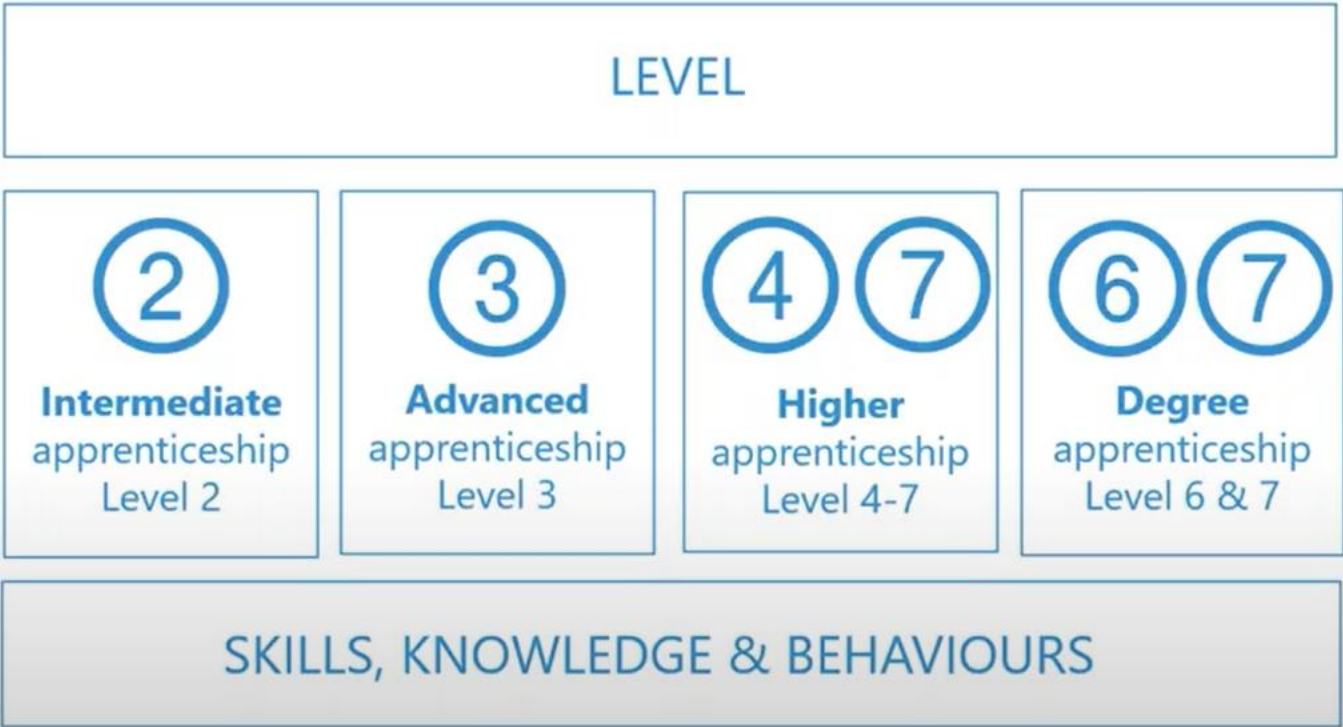 LEVEL
2
Intermediate
apprenticeship
Level 2
3
Advanced
apprenticeship
Level 3
4 7
Higher
apprenticeship
Level 4-7
6 7
Degree
apprenticeship
Level 6 & 7
SKILLS, KNOWLEDGE & BEHAVIOURS